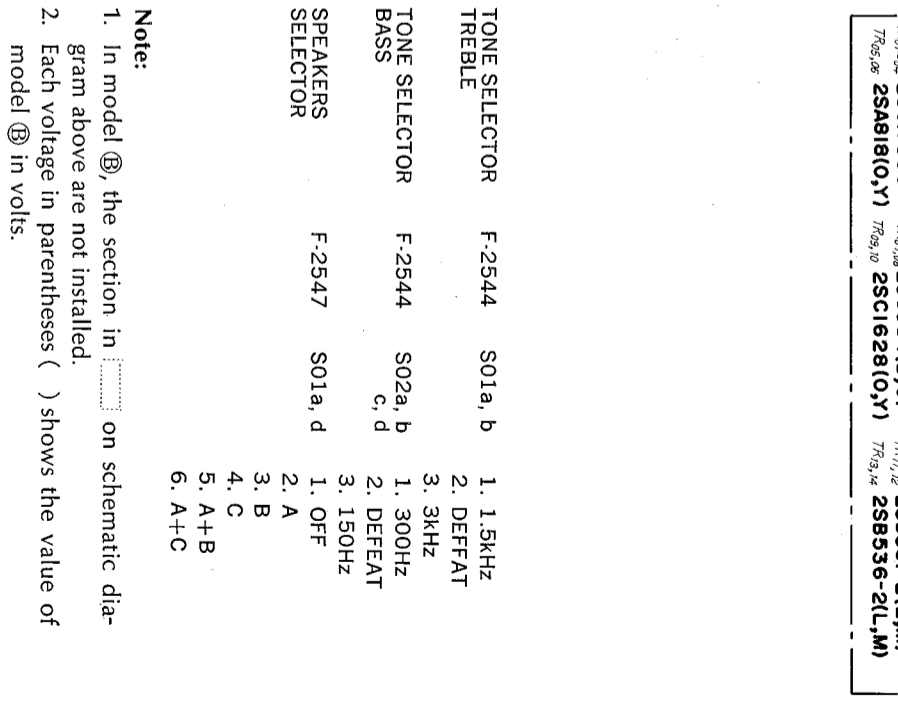 TR05,06 2SA818(O,Y) TR09,10 2SC1628(O,Y) TR13,14 2SB536-2(L,M)
TONE SELECTOR F-2544 S01a, b 1. 1.5kHz
TREBLE 2. DEFFAT
3. 3kHz
TONE SELECTOR F-2544 S02a, b 1. 300Hz
BASS c, d 2. DEFEAT
3. 150Hz
SPEAKERS F-2547 S01a, d 1. OFF
SELECTOR 2. A
3. B
4. C
5. A+B
6. A+C
Note:
1. In model Ⓑ, the section in on schematic dia-
gram above are not installed.
2. Each voltage in parentheses ( ) shows the value of
model Ⓑ in volts.